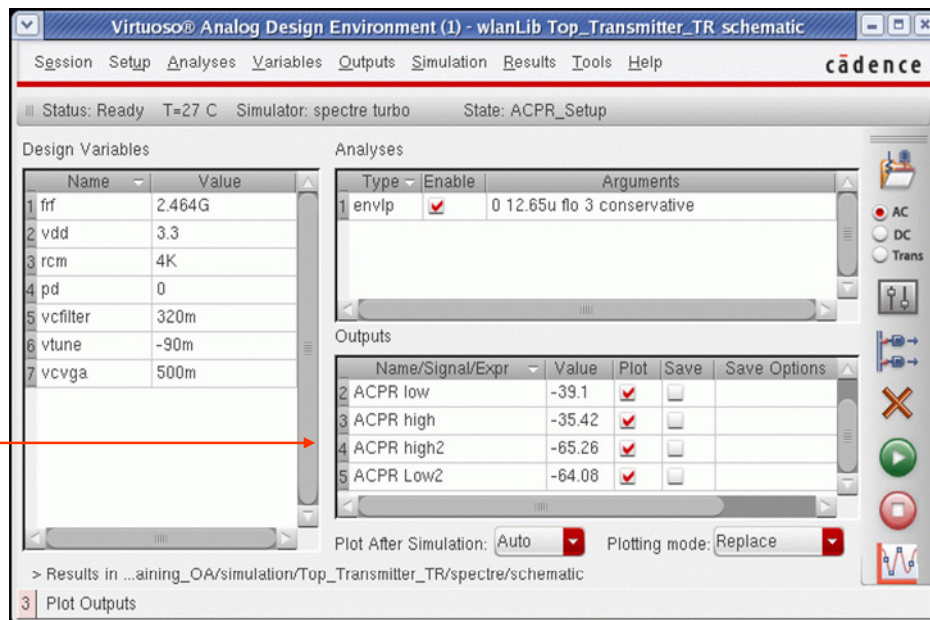 Virtuoso® Analog Design Environment (1) - wlanLib Top_Transmitter_TR schematic
Session Setup Analyses Variables Outputs Simulation Results Tools Help cādence
Status: Ready T=27 C Simulator: spectre turbo State: ACPR_Setup
Design Variables
Name Value
1 frf 2.464G
2 vdd 3.3
3 rcm 4K
4 pd 0
5 vcfilter 320m
6 vtune -90m
7 vcvga 500m
Analyses
Type Enable Arguments
1 envlp 0 12.65u flo 3 conservative
Outputs
Name/Signal/Expr Value Plot Save Save Options
2 ACPR low -39.1
3 ACPR high -35.42
4 ACPR high2 -65.26
5 ACPR Low2 -64.08
Plot After Simulation: Auto Plotting mode: Replace
AC
DC
Trans
> Results in ...aining_OA/simulation/Top_Transmitter_TR/spectre/schematic
3 Plot Outputs